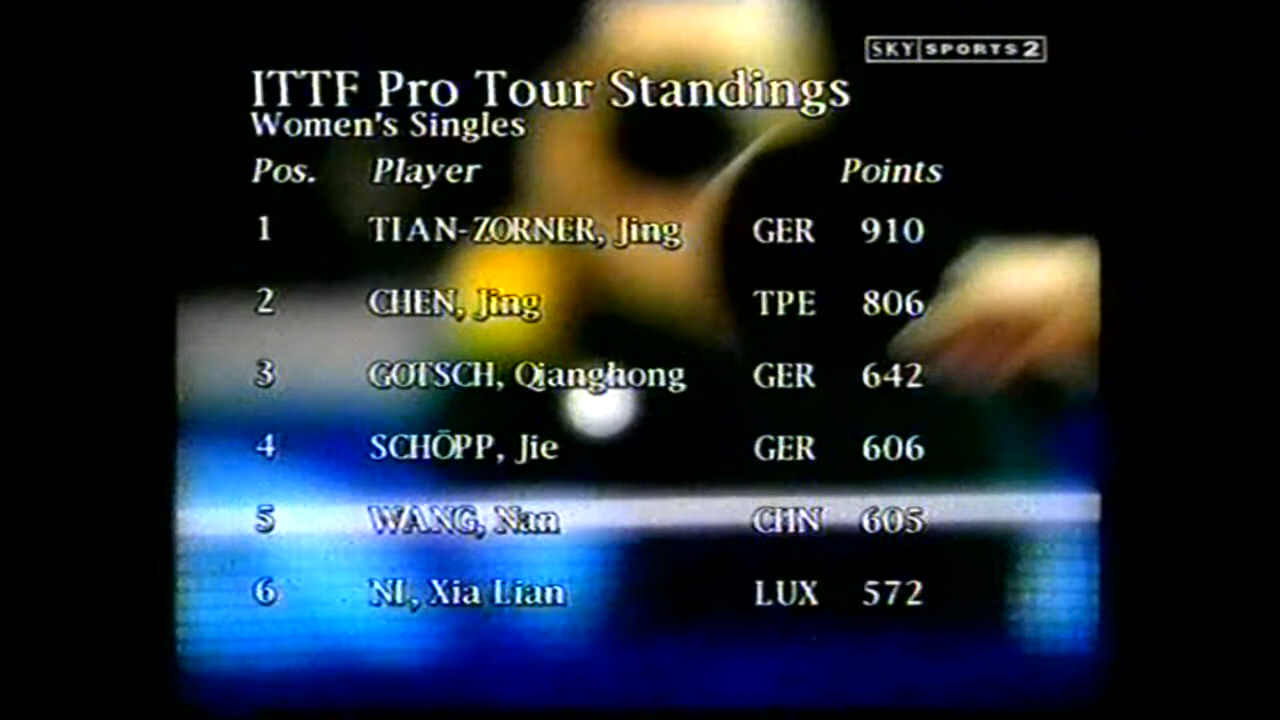 SKY SPORTS 2
ITTF Pro Tour Standings
Women's Singles
Pos. Player Points
1 TIAN-ZORNER, Jing GER 910
2 CHEN, Jing TPE 806
3 GOTSCH, Qianghong GER 642
4 SCHÖPP, Jie GER 606
5 WANG, Nan CHN 605
6 NI, Xia Lian LUX 572